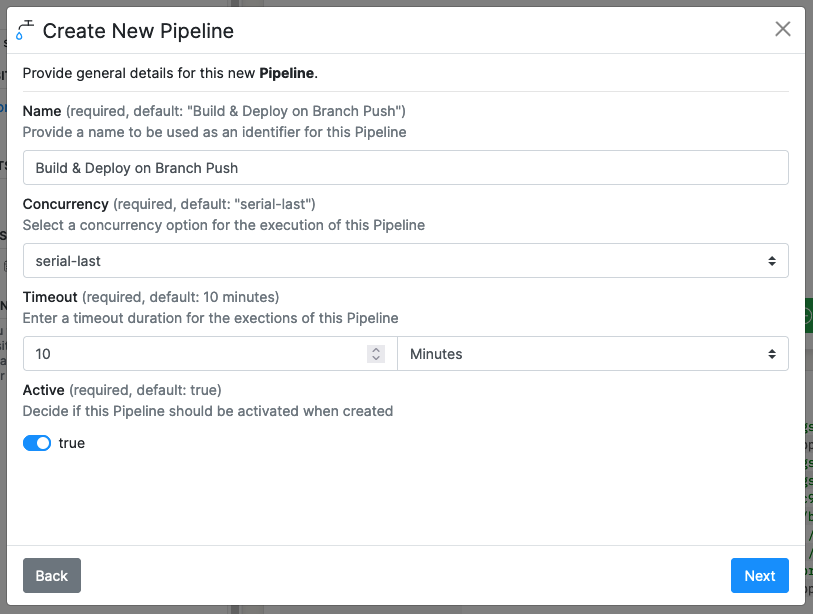 Create New Pipeline
Provide general details for this new Pipeline.
Name (required, default: "Build & Deploy on Branch Push")
Provide a name to be used as an identifier for this Pipeline
Build & Deploy on Branch Push
Concurrency (required, default: "serial-last")
Select a concurrency option for the execution of this Pipeline
serial-last
Timeout (required, default: 10 minutes)
Enter a timeout duration for the exections of this Pipeline
10 Minutes
Active (required, default: true)
Decide if this Pipeline should be activated when created
true
Back Next